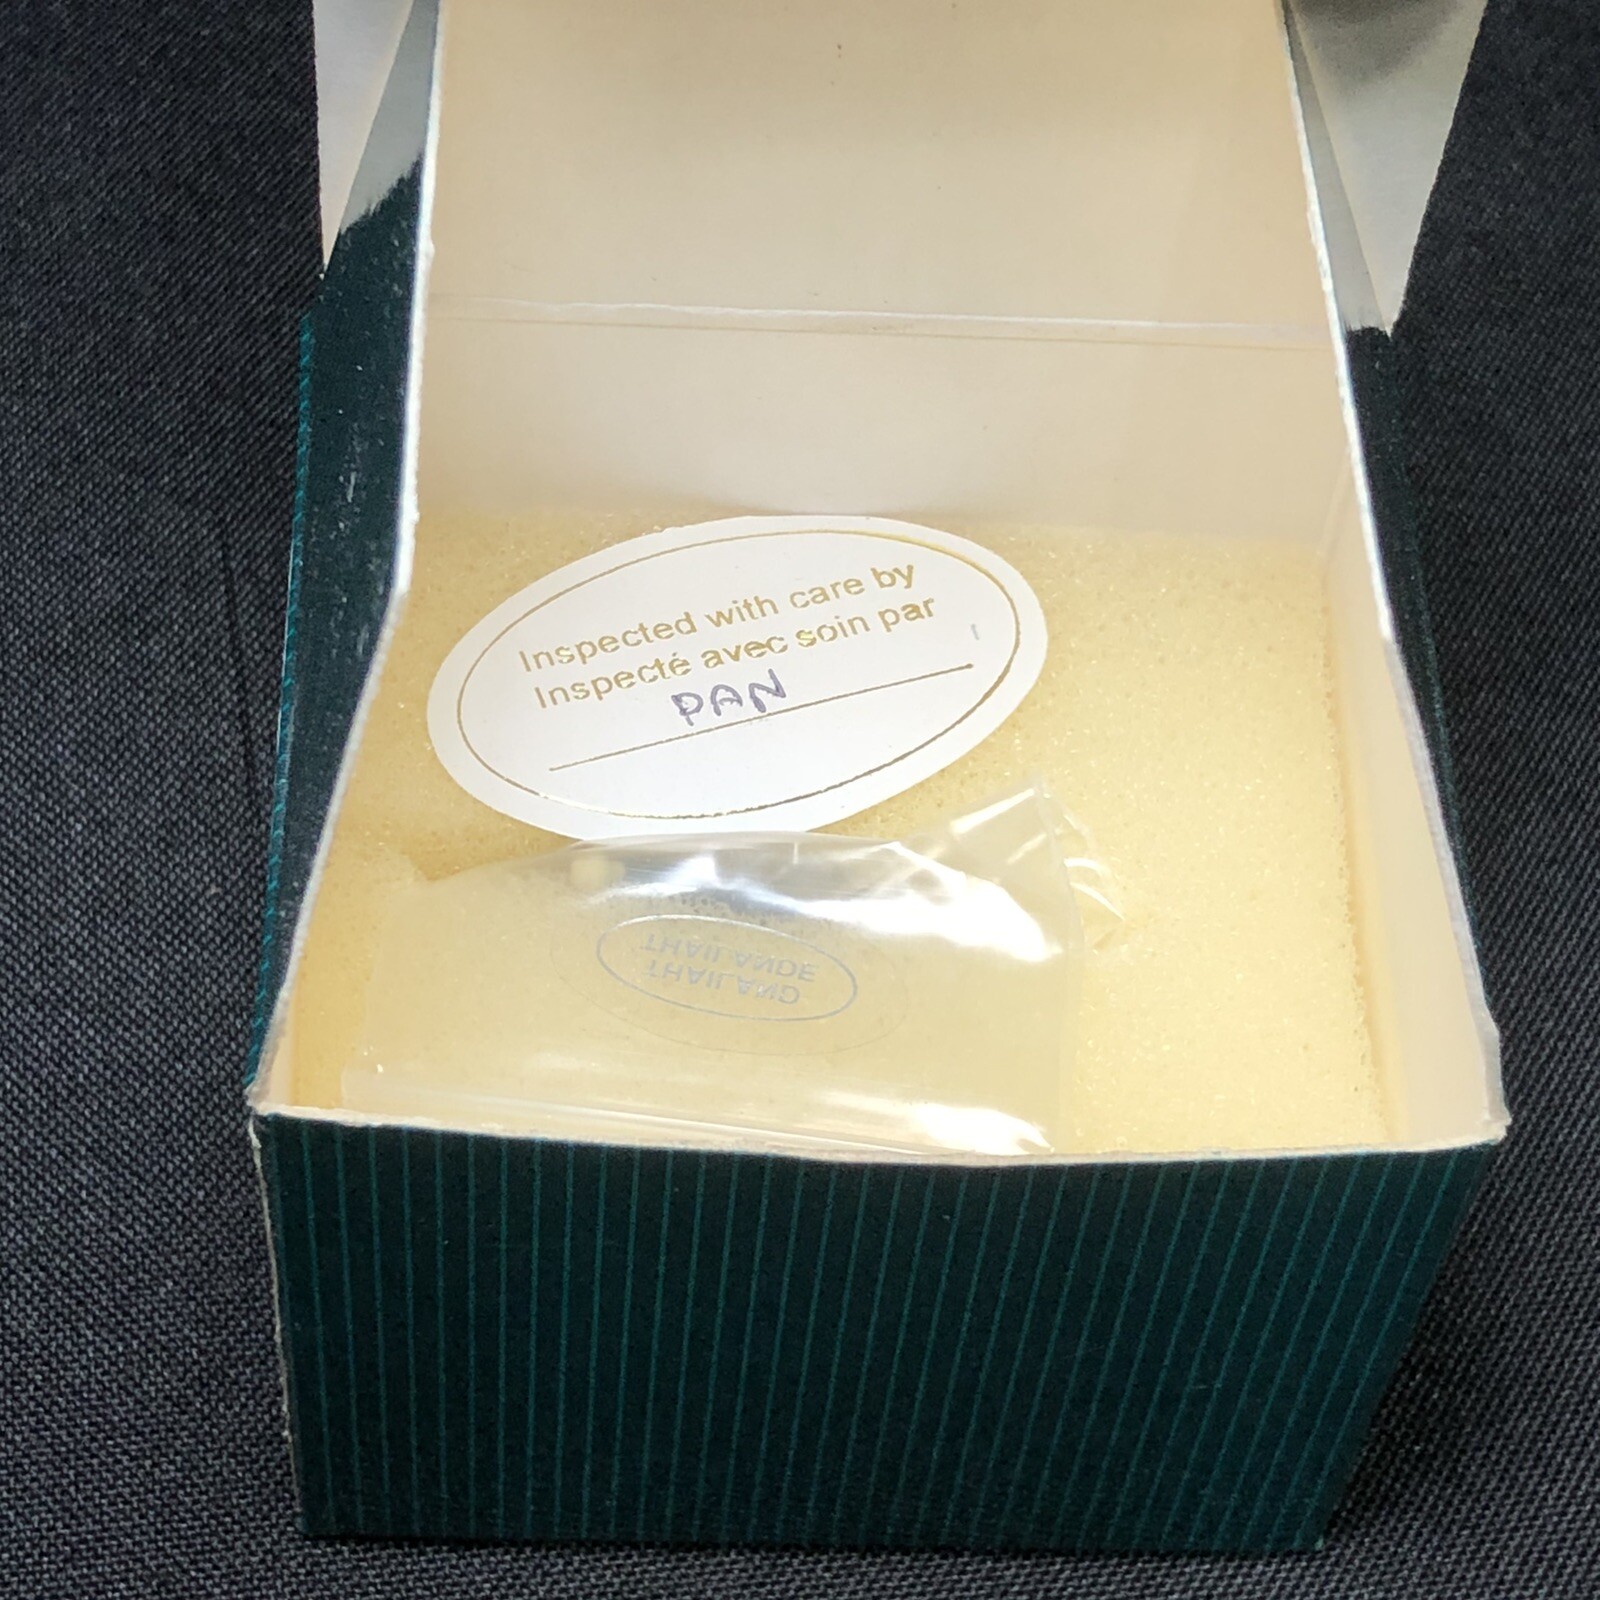 Inspected with care by
Inspecté avec soin par
PAN
THAILAND
THAILANDE